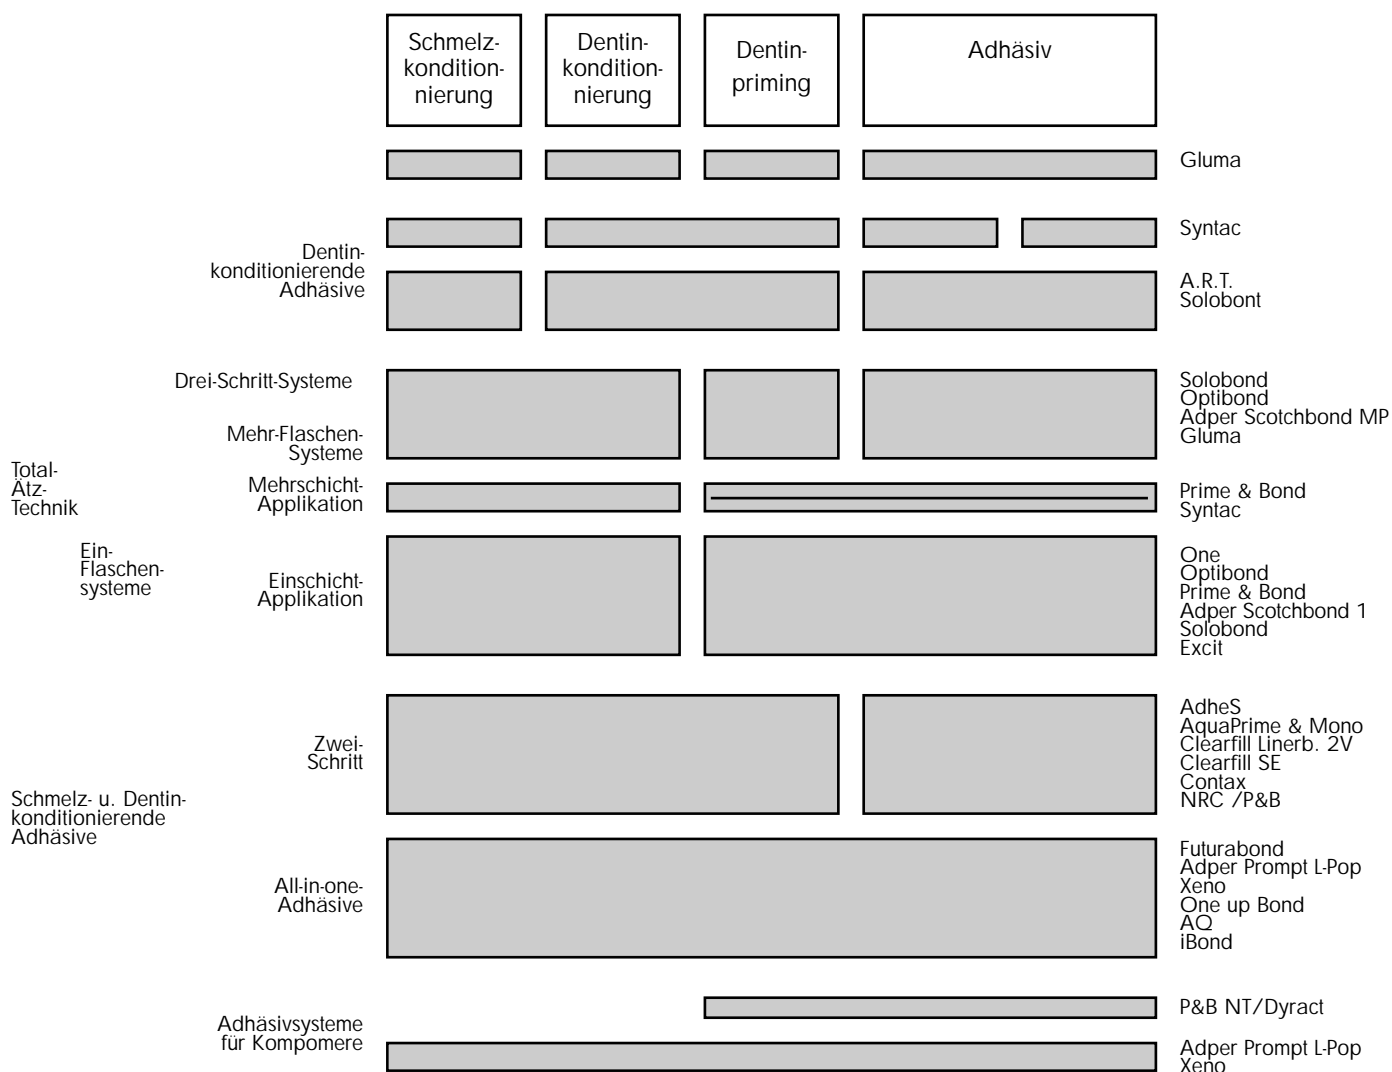 Schmelz-
kondition-
nierung
Dentin-
kondition-
nierung
Dentin-
priming
Adhäsiv
Gluma
Dentin-
konditionierende
Adhäsive
Syntac
A.R.T.
Solobont
Total-
Ätz-
Technik
Drei-Schritt-Systeme
Mehr-Flaschen-
Systeme
Solobond
Optibond
Adper Scotchbond MP
Gluma
Mehrschicht-
Applikation
Prime & Bond
Syntac
Ein-
Flaschen-
systeme
Einschicht-
Applikation
One
Optibond
Prime & Bond
Adper Scotchbond 1
Solobond
Excit
Schmelz- u. Dentin-
konditionierende
Adhäsive
Zwei-
Schritt
AdheS
AquaPrime & Mono
Clearfill Linerb. 2V
Clearfill SE
Contax
NRC /P&B
All-in-one-
Adhäsive
Futurabond
Adper Prompt L-Pop
Xeno
One up Bond
AQ
iBond
Adhäsivsysteme
für Kompomere
P&B NT/Dyract
Adper Prompt L-Pop
Xeno